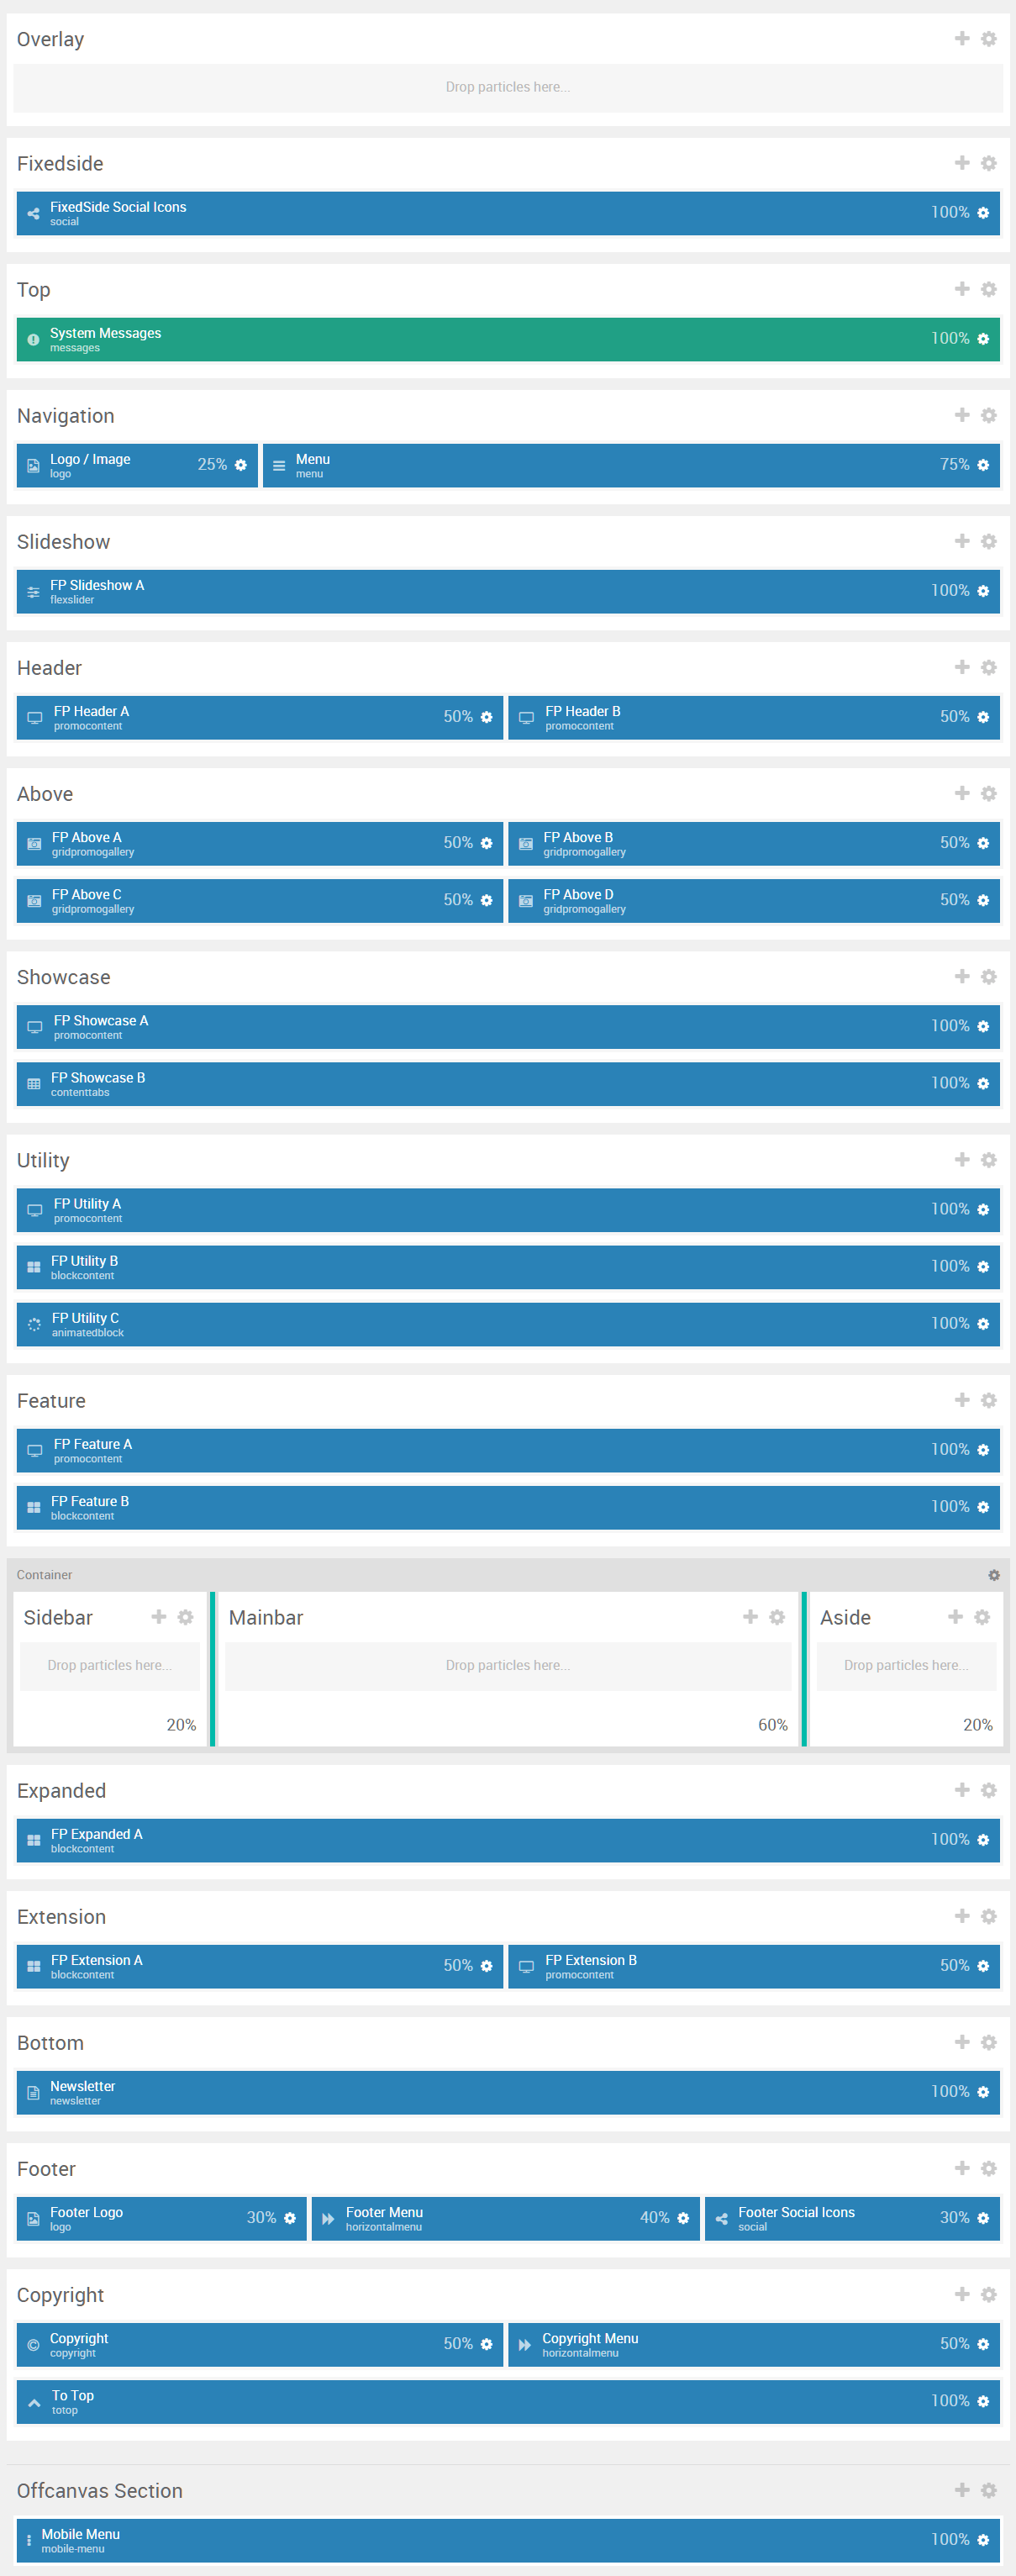 Overlay
Drop particles here...
Fixedside
FixedSide Social Icons
social
100%
Top
System Messages
messages
100%
Navigation
Logo / Image
logo
25%
Menu
menu
75%
Slideshow
FP Slideshow A
flexslider
100%
Header
FP Header A
promocontent
50%
FP Header B
promocontent
50%
Above
FP Above A
gridpromogallery
50%
FP Above B
gridpromogallery
50%
FP Above C
gridpromogallery
50%
FP Above D
gridpromogallery
50%
Showcase
FP Showcase A
promocontent
100%
FP Showcase B
contenttabs
100%
Utility
FP Utility A
promocontent
100%
FP Utility B
blockcontent
100%
FP Utility C
animatedblock
100%
Feature
FP Feature A
promocontent
100%
FP Feature B
blockcontent
100%
Container
Sidebar
Drop particles here...
20%
Mainbar
Drop particles here...
60%
Aside
Drop particles here...
20%
Expanded
FP Expanded A
blockcontent
100%
Extension
FP Extension A
blockcontent
50%
FP Extension B
promocontent
50%
Bottom
Newsletter
newsletter
100%
Footer
Footer Logo
logo
30%
Footer Menu
horizontalmenu
40%
Footer Social Icons
social
30%
Copyright
Copyright
copyright
50%
Copyright Menu
horizontalmenu
50%
To Top
totop
100%
Offcanvas Section
Mobile Menu
mobile-menu
100%